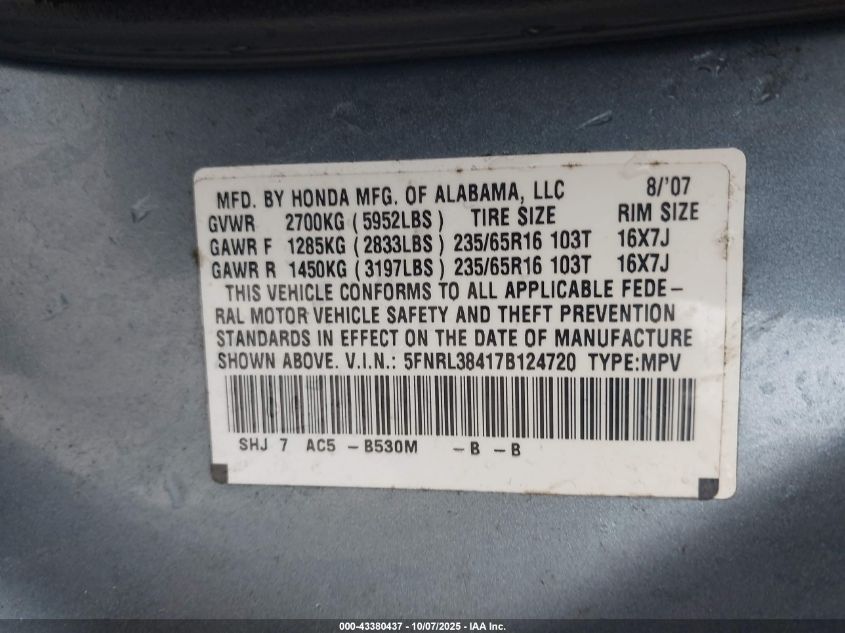 MFD. BY HONDA MFG. OF ALABAMA, LLC 8/'07
GVWR 2700KG (5952LBS) TIRE SIZE RIM SIZE
GAWR F 1285KG (2833LBS) 235/65R16 103T 16X7J
GAWR R 1450KG (3197LBS) 235/65R16 103T 16X7J
THIS VEHICLE CONFORMS TO ALL APPLICABLE FEDE-
RAL MOTOR VEHICLE SAFETY AND THEFT PREVENTION
STANDARDS IN EFFECT ON THE DATE OF MANUFACTURE
SHOWN ABOVE. V.I.N.: 5FNRL38417B124720 TYPE:MPV
SHJ 7 AC5 -B530M -B -B
000-43380437 - 10/07/2025 - IAA Inc.